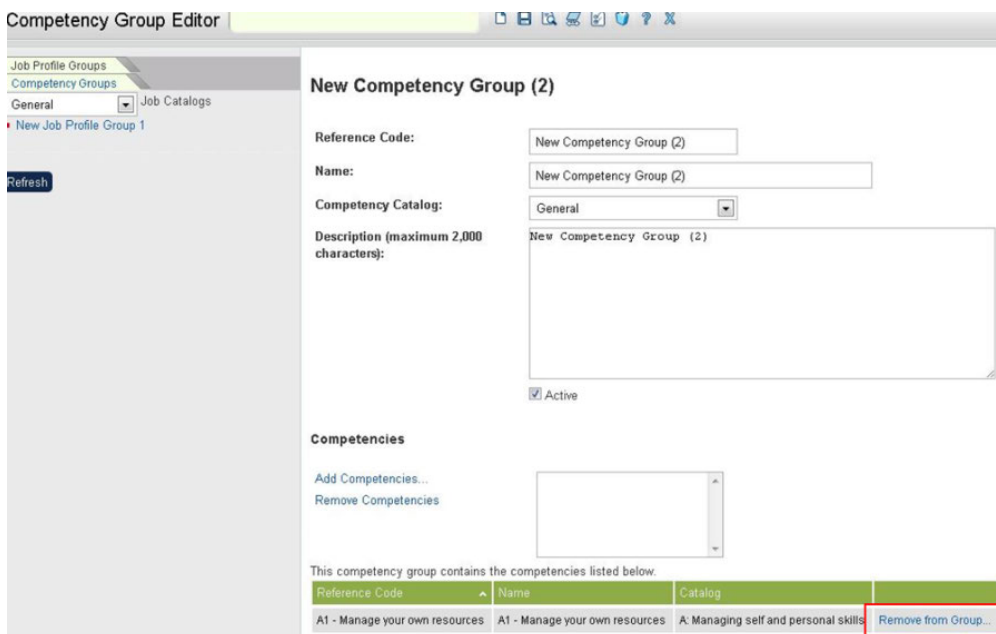 Competency Group Editor
Job Profile Groups
Competency Groups
General
Job Catalogs
New Job Profile Group 1
Refresh
New Competency Group (2)
Reference Code:
New Competency Group (2)
Name:
New Competency Group (2)
Competency Catalog:
General
Description (maximum 2,000
characters):
New Competency Group (2)
Active
Competencies
Add Competencies...
Remove Competencies
This competency group contains the competencies listed below.
Reference Code Name Catalog
A1 - Manage your own resources A1 - Manage your own resources A: Managing self and personal skills Remove from Group...